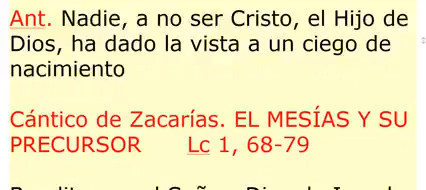 Ant. Nadie, a no ser Cristo, el Hijo de
Dios, ha dado la vista a un ciego de
nacimiento
Cántico de Zacarías. EL MESÍAS Y SU
PRECURSOR Lc 1, 68-79